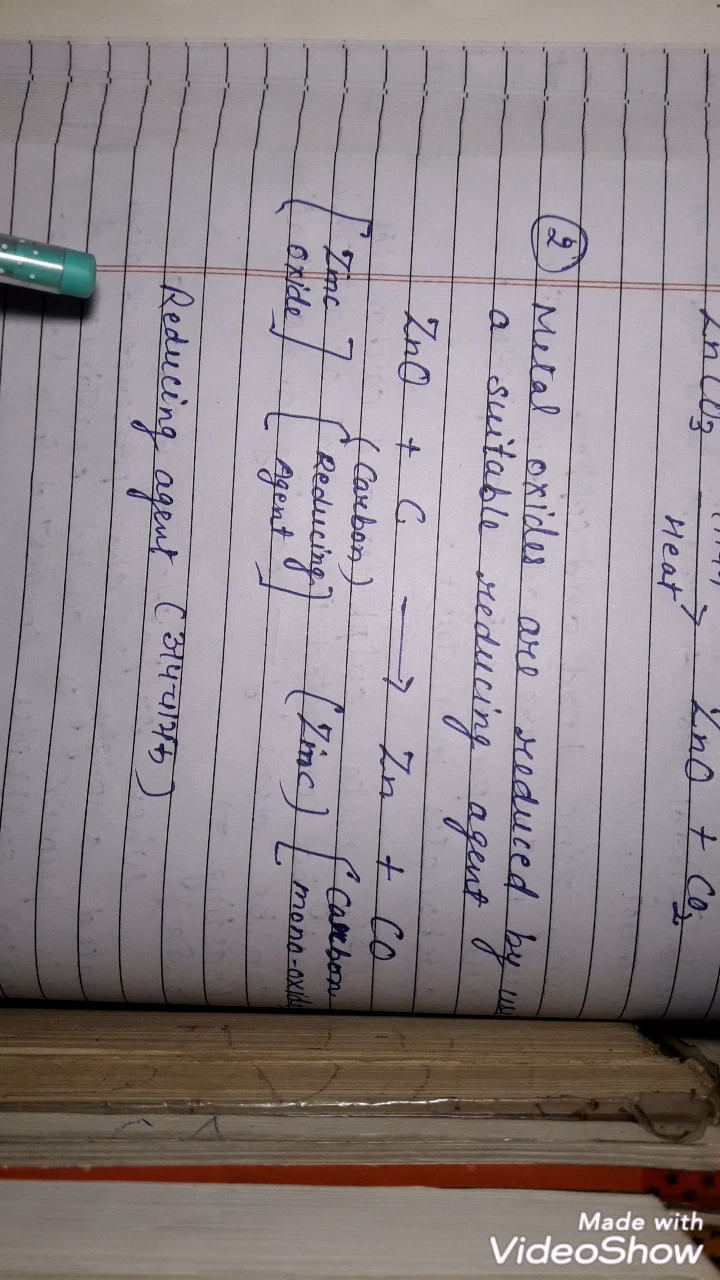 ZnCO3 ⟶ ZnO + CO2
Heat
2 Metal oxides are reduced by
a suitable reducing agent
ZnO + C ⟶ Zn + CO
(Carbon)
[Zinc oxide] [Reducing Agent] (Zinc) [Carbon mono-oxid
Reducing agent (अपचायक)
Made with
VideoShow